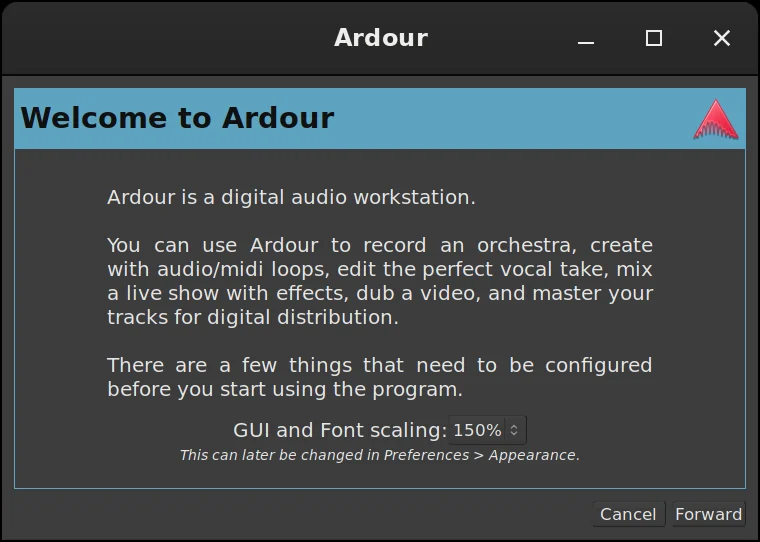 Ardour
Welcome to Ardour
Ardour is a digital audio workstation.
You can use Ardour to record an orchestra, create
with audio/midi loops, edit the perfect vocal take, mix
a live show with effects, dub a video, and master your
tracks for digital distribution.
There are a few things that need to be configured
before you start using the program.
GUI and Font scaling: 150%
This can later be changed in Preferences > Appearance.
Cancel Forward